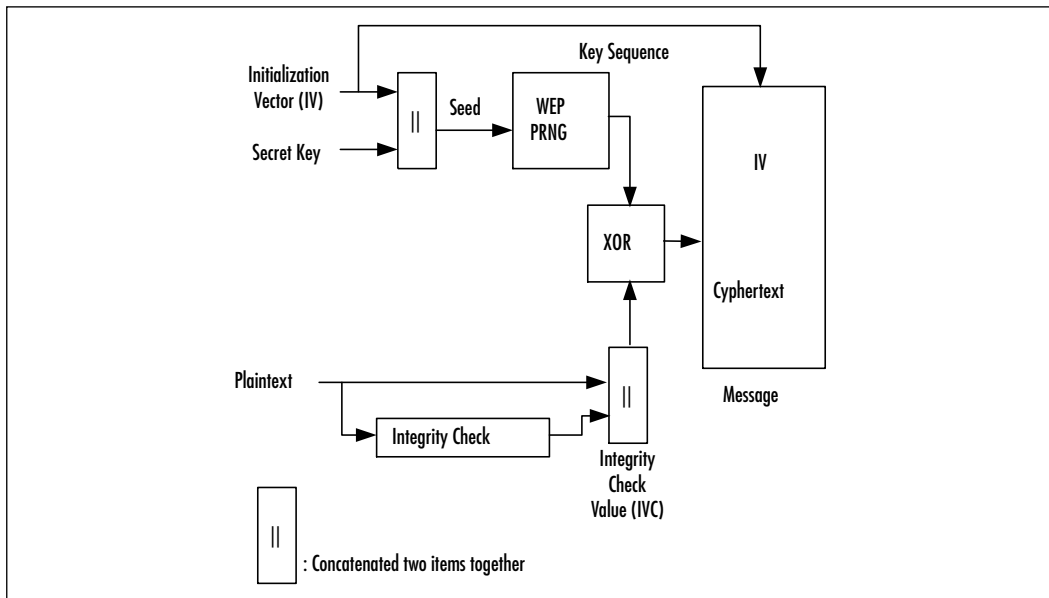 Key Sequence
Initialization
Vector (IV)
||
Seed
WEP
PRNG
Secret Key
IV
XOR
Cyphertext
Plaintext
||
Message
Integrity Check
Integrity
Check
Value (IVC)
||
: Concatenated two items together